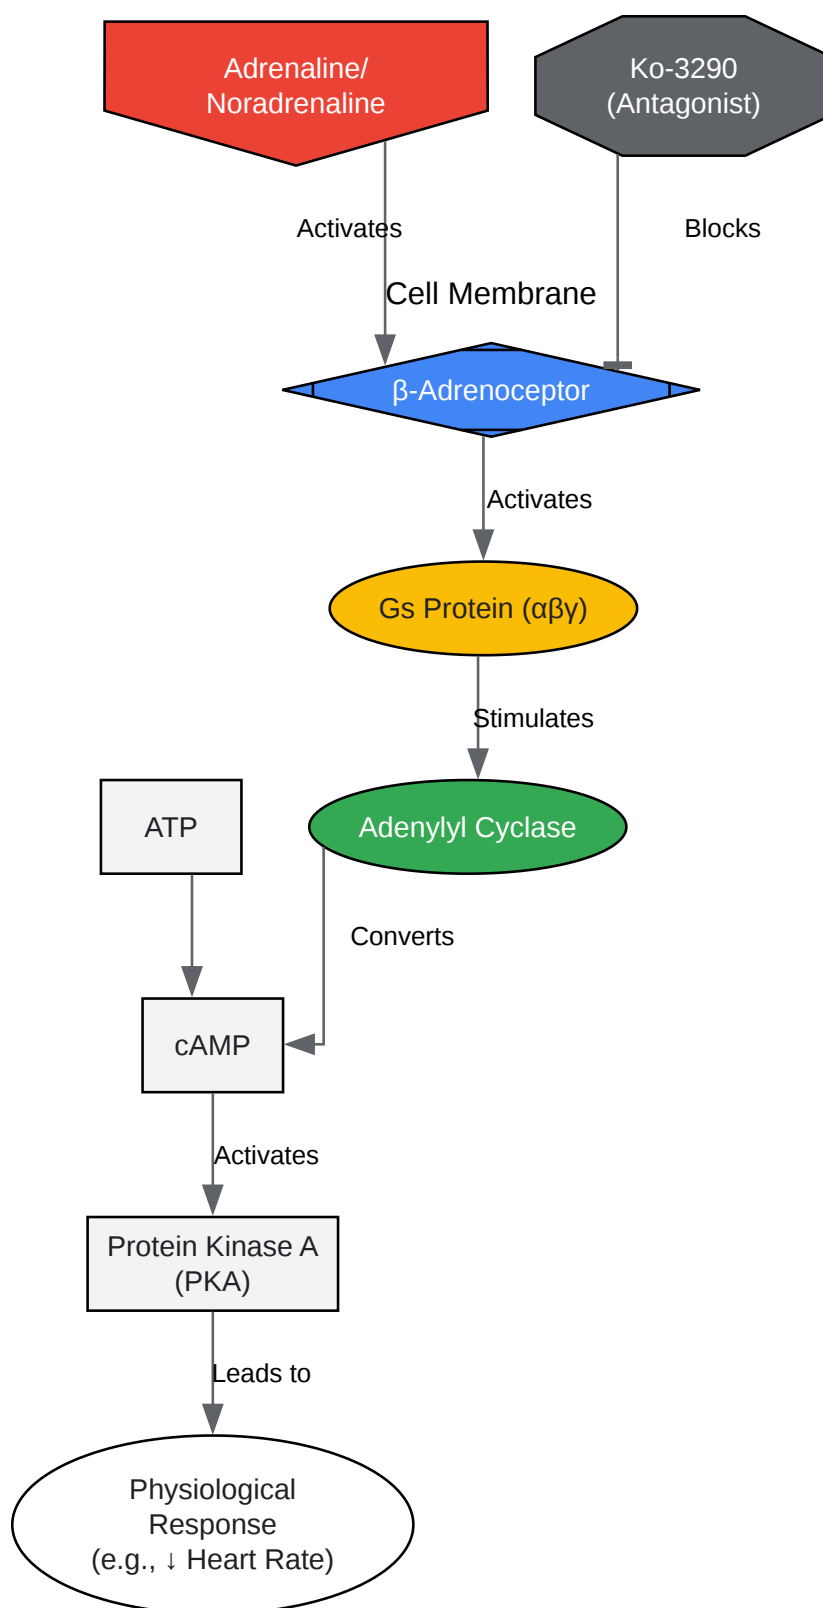 Adrenaline/
Noradrenaline
Ko-3290
(Antagonist)
Activates
Blocks
Cell Membrane
β-Adrenoceptor
Activates
Gs Protein (αβγ)
Stimulates
ATP
Adenylyl Cyclase
Converts
cAMP
Activates
Protein Kinase A
(PKA)
Leads to
Physiological
Response
(e.g., ↓ Heart Rate)